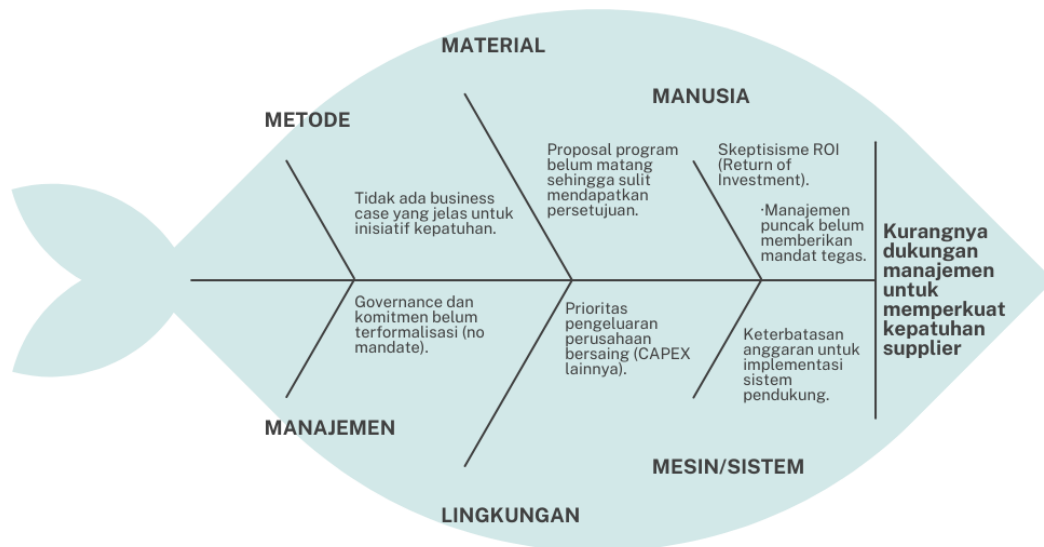 MATERIAL
MANUSIA
METODE
Proposal program
belum matang
sehingga sulit
mendapatkan
persetujuan.
Skeptisisme ROI
(Return of
Investment).
Tidak ada business
case yang jelas untuk
inisiatif kepatuhan.
·Manajemen
puncak belum
memberikan
mandat tegas.
Kurangnya
dukungan
manajemen
untuk
memperkuat
kepatuhan
supplier
Governance dan
komitmen belum
terformalisasi (no
mandate).
Prioritas
pengeluaran
perusahaan
bersaing (CAPEX
lainnya).
Keterbatasan
anggaran untuk
implementasi
sistem
pendukung.
MANAJEMEN
MESIN/SISTEM
LINGKUNGAN